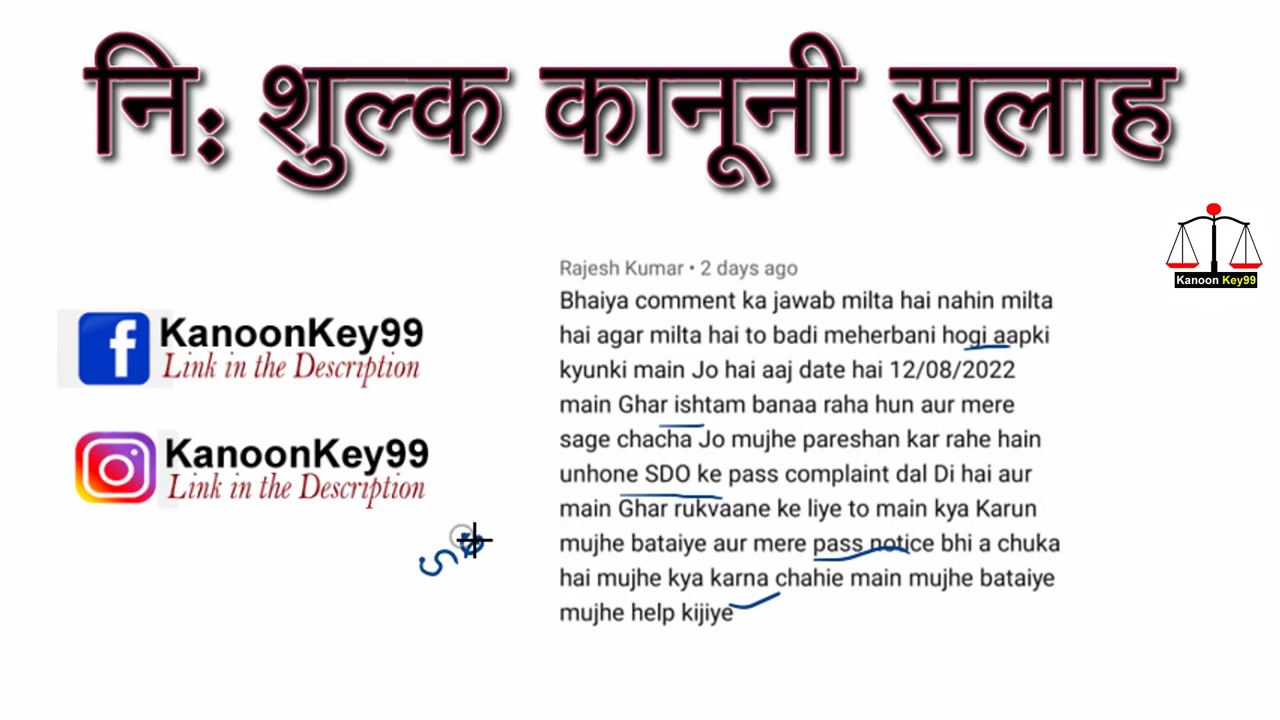 नि: शुल्क कानूनी सलाह
Kanoon Key99
KanoonKey99
Link in the Description
KanoonKey99
Link in the Description
Rajesh Kumar • 2 days ago
Bhaiya comment ka jawab milta hai nahin milta
hai agar milta hai to badi meherbani hogi aapki
kyunki main Jo hai aaj date hai 12/08/2022
main Ghar ishtam banaa raha hun aur mere
sage chacha Jo mujhe pareshan kar rahe hain
unhone SDO ke pass complaint dal Di hai aur
main Ghar rukvaane ke liye to main kya Karun
mujhe bataiye aur mere pass notice bhi a chuka
hai mujhe kya karna chahie main mujhe bataiye
mujhe help kijiye